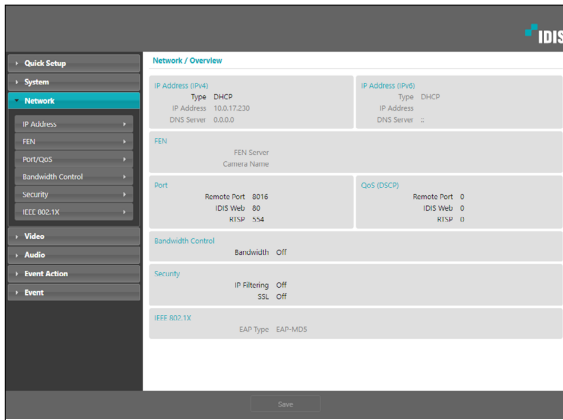 IDIS
Quick Setup
System
Network
IP Address
FEN
Port/QoS
Bandwidth Control
Security
IEEE 802.1X
Video
Audio
Event Action
Event
Network / Overview
IP Address (IPv4)
Type DHCP
IP Address 10.0.17.230
DNS Server 0.0.0.0
IP Address (IPv6)
Type DHCP
IP Address
DNS Server ::
FEN
FEN Server
Camera Name
Port
Remote Port 8016
IDIS Web 80
RTSP 554
QoS (DSCP)
Remote Port 0
IDIS Web 0
RTSP 0
Bandwidth Control
Bandwidth Off
Security
IP Filtering Off
SSL Off
IEEE 802.1X
EAP Type EAP-MD5
Save